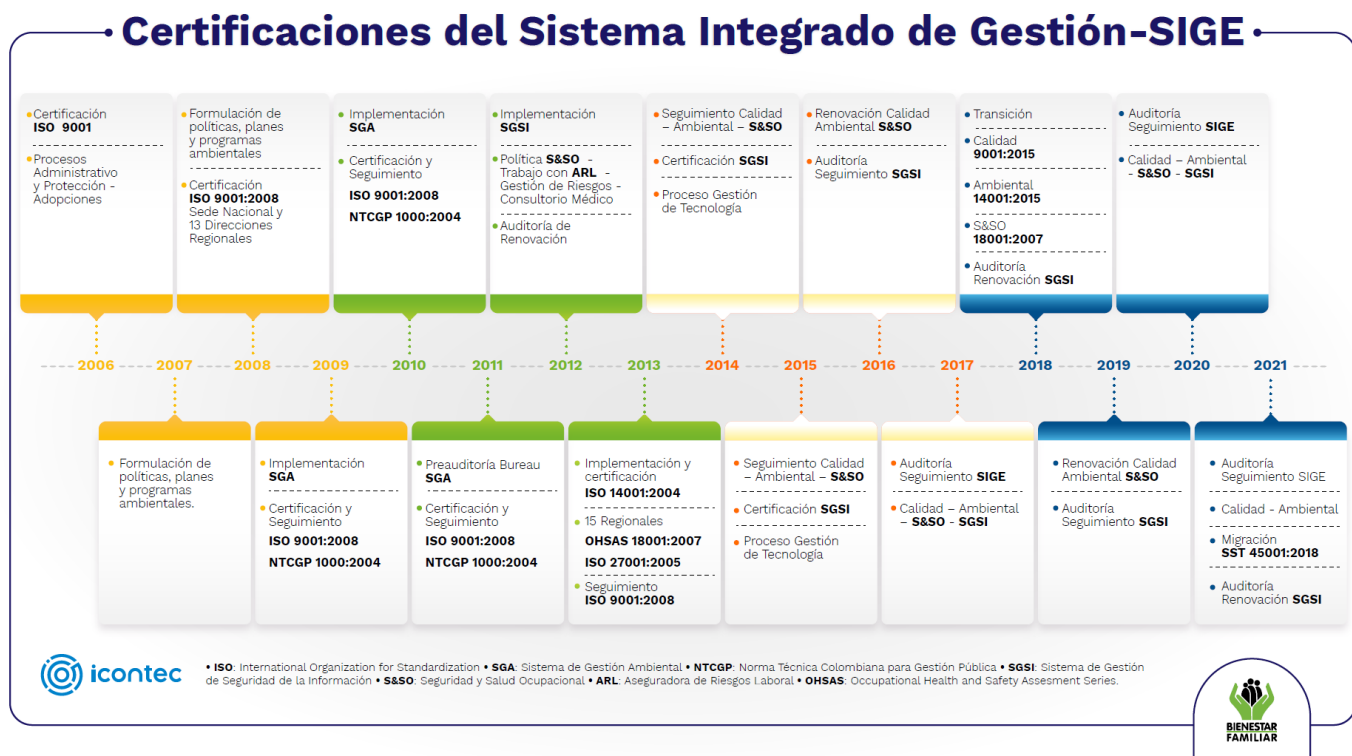 Certificaciones del Sistema Integrado de Gestión-SIGE
Certificación
ISO 9001
Procesos
Administrativo
y Protección -
Adopciones
Formulación de
políticas, planes
y programas
ambientales
Certificación
ISO 9001:2008
Sede Nacional y
13 Direcciones
Regionales
Implementación
SGA
Certificación y
Seguimiento
ISO 9001:2008
NTCGP 1000:2004
Implementación
SGSI
Política S&SO -
Trabajo con ARL -
Gestión de Riesgos -
Consultorio Médico
Auditoría de
Renovación
Seguimiento Calidad
– Ambiental – S&SO
Certificación SGSI
Proceso Gestión
de Tecnología
Renovación Calidad
Ambiental S&SO
Auditoría
Seguimiento SGSI
Transición
Calidad
9001:2015
Ambiental
14001:2015
S&SO
18001:2007
Auditoría
Renovación SGSI
Auditoría
Seguimiento SIGE
Calidad – Ambiental
- S&SO - SGSI
2006 2007 2008 2009 2010 2011 2012 2013 2014 2015 2016 2017 2018 2019 2020 2021
Formulación de
políticas, planes
y programas
ambientales.
Implementación
SGA
Certificación y
Seguimiento
ISO 9001:2008
NTCGP 1000:2004
Preauditoría Bureau
SGA
Certificación y
Seguimiento
ISO 9001:2008
NTCGP 1000:2004
Implementación y
certificación
ISO 14001:2004
15 Regionales
OHSAS 18001:2007
ISO 27001:2005
Seguimiento
ISO 9001:2008
Seguimiento Calidad
– Ambiental – S&SO
Certificación SGSI
Proceso Gestión
de Tecnología
Auditoría
Seguimiento SIGE
Calidad – Ambiental
– S&SO - SGSI
Renovación Calidad
Ambiental S&SO
Auditoría
Seguimiento SGSI
Auditoría
Seguimiento SIGE
Calidad - Ambiental
Migración
SST 45001:2018
Auditoría
Renovación SGSI
icontec
• ISO: International Organization for Standardization • SGA: Sistema de Gestión Ambiental • NTCGP: Norma Técnica Colombiana para Gestión Pública • SGSI: Sistema de Gestión
de Seguridad de la Información • S&SO: Seguridad y Salud Ocupacional • ARL: Aseguradora de Riesgos Laboral • OHSAS: Occupational Health and Safety Assesment Series.
BIENESTAR
FAMILIAR